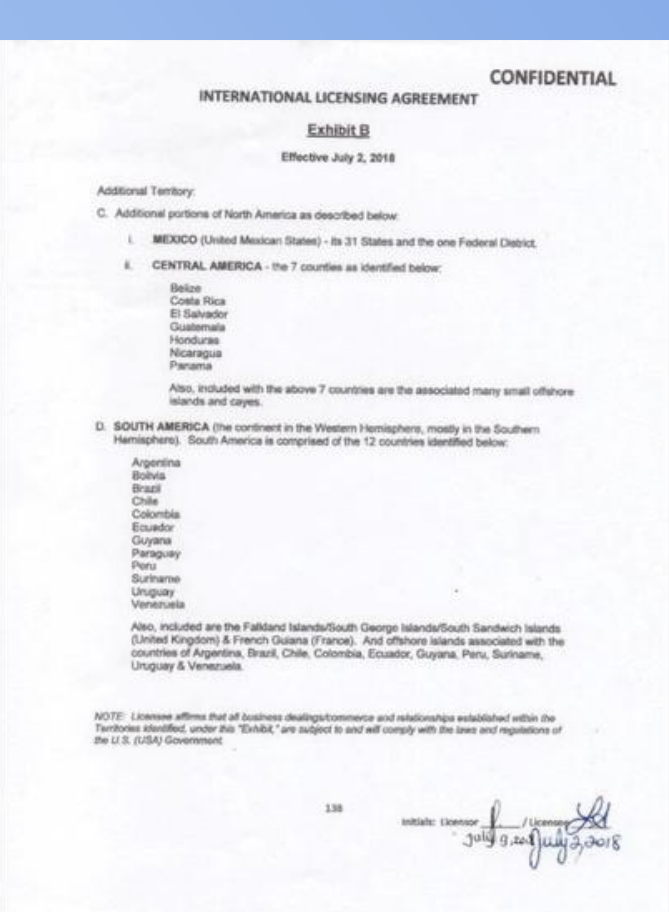 CONFIDENTIAL
INTERNATIONAL LICENSING AGREEMENT
Exhibit B
Effective July 2, 2018
Additional Territory:
C. Additional portions of North America as described below:
i. MEXICO (United Mexican States) - its 31 States and the one Federal District.
ii. CENTRAL AMERICA - the 7 counties as identified below:
Belize
Costa Rica
El Salvador
Guatemala
Honduras
Nicaragua
Panama
Also, included with the above 7 countries are the associated many small offshore
islands and cayes.
D. SOUTH AMERICA (the continent in the Western Hemisphere, mostly in the Southern
Hemisphere). South America is comprised of the 12 countries identified below:
Argentina
Bolivia
Brazil
Chile
Colombia
Ecuador
Guyana
Paraguay
Peru
Suriname
Uruguay
Venezuela
Also, included are the Falkland Islands/South George Islands/South Sandwich Islands
(United Kingdom) & French Guiana (France). And offshore islands associated with the
countries of Argentina, Brazil, Chile, Colombia, Ecuador, Guyana, Peru, Suriname,
Uruguay & Venezuela.
NOTE: Licensee affirms that all business dealings/commerce and relationships established within the
Territories identified, under this "Exhibit," are subject to and will comply with the laws and regulations of
the U.S. (USA) Government.
138
Initials: Licensor / Licensee
July 9, July 2, 2018